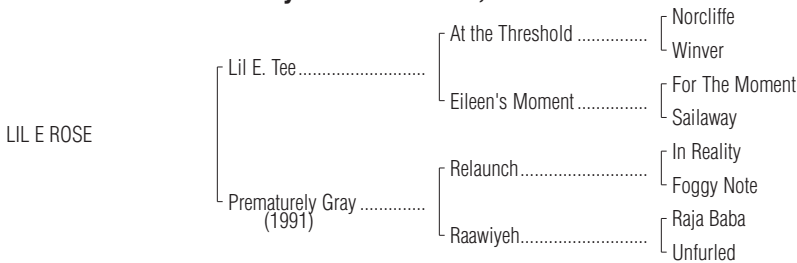 Norcliffe
At the Threshold ...............
Winver
Lil E. Tee...........................
For The Moment
Eileen's Moment ...............
Sailaway
LIL E ROSE
In Reality
Relaunch...........................
Foggy Note
Prematurely Gray ..............
(1991)
Raja Baba
Raawiyeh...........................
Unfurled